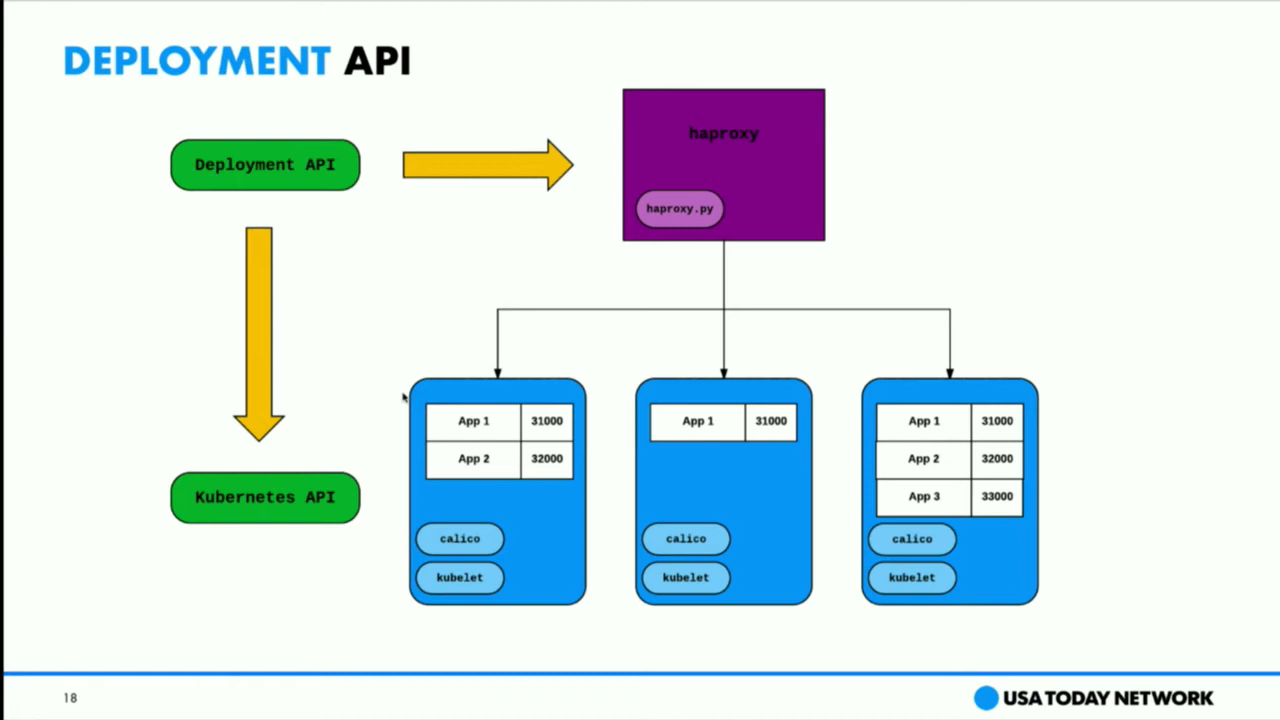 DEPLOYMENT API
haproxy
Deployment API
haproxy.py
App 1 31000
App 2 32000
calico
kubelet
App 1 31000
calico
kubelet
App 1 31000
App 2 32000
App 3 33000
calico
kubelet
Kubernetes API
18
USA TODAY NETWORK